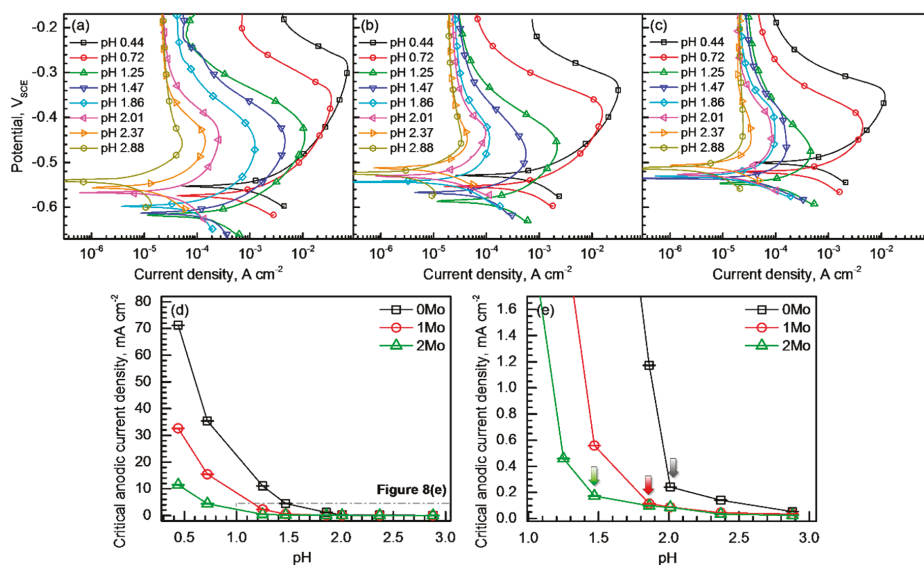 (a)
pH 0.44
pH 0.72
pH 1.25
pH 1.47
pH 1.86
pH 2.01
pH 2.37
pH 2.88
-0.2
-0.3
-0.4
-0.5
-0.6
Potential, V_SCE
10⁻⁶ 10⁻⁵ 10⁻⁴ 10⁻³ 10⁻²
Current density, A cm⁻²
(b)
pH 0.44
pH 0.72
pH 1.25
pH 1.47
pH 1.86
pH 2.01
pH 2.37
pH 2.88
10⁻⁶ 10⁻⁵ 10⁻⁴ 10⁻³ 10⁻²
Current density, A cm⁻²
(c)
pH 0.44
pH 0.72
pH 1.25
pH 1.47
pH 1.86
pH 2.01
pH 2.37
pH 2.88
10⁻⁶ 10⁻⁵ 10⁻⁴ 10⁻³ 10⁻²
Current density, A cm⁻²
(d)
0Mo
1Mo
2Mo
80
70
60
50
40
30
20
10
0
Critical anodic current density, mA cm⁻²
Figure 8(e)
0.5 1.0 1.5 2.0 2.5 3.0
pH
(e)
0Mo
1Mo
2Mo
1.6
1.4
1.2
1.0
0.8
0.6
0.4
0.2
0.0
Critical anodic current density, mA cm⁻²
1.0 1.5 2.0 2.5 3.0
pH